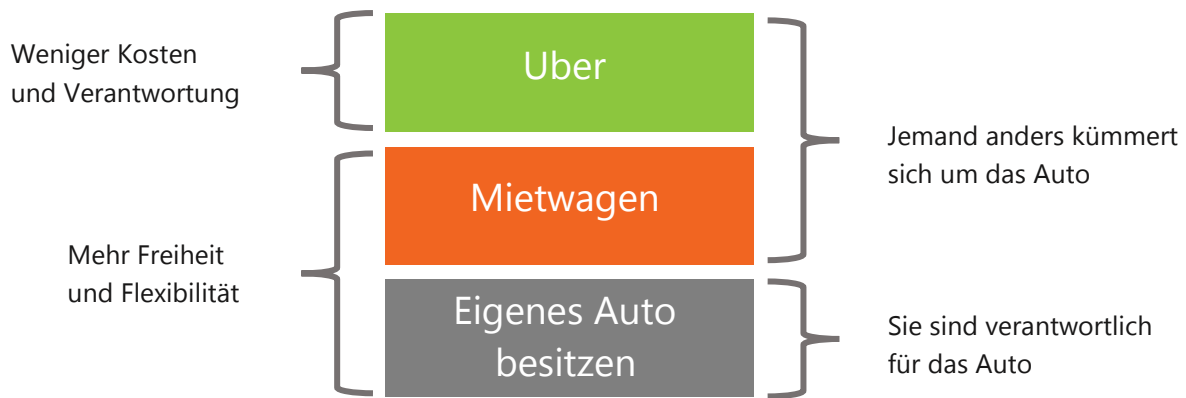 Weniger Kosten
und Verantwortung
Uber
Jemand anders kümmert
sich um das Auto
Mietwagen
Mehr Freiheit
und Flexibilität
Eigenes Auto
besitzen
Sie sind verantwortlich
für das Auto